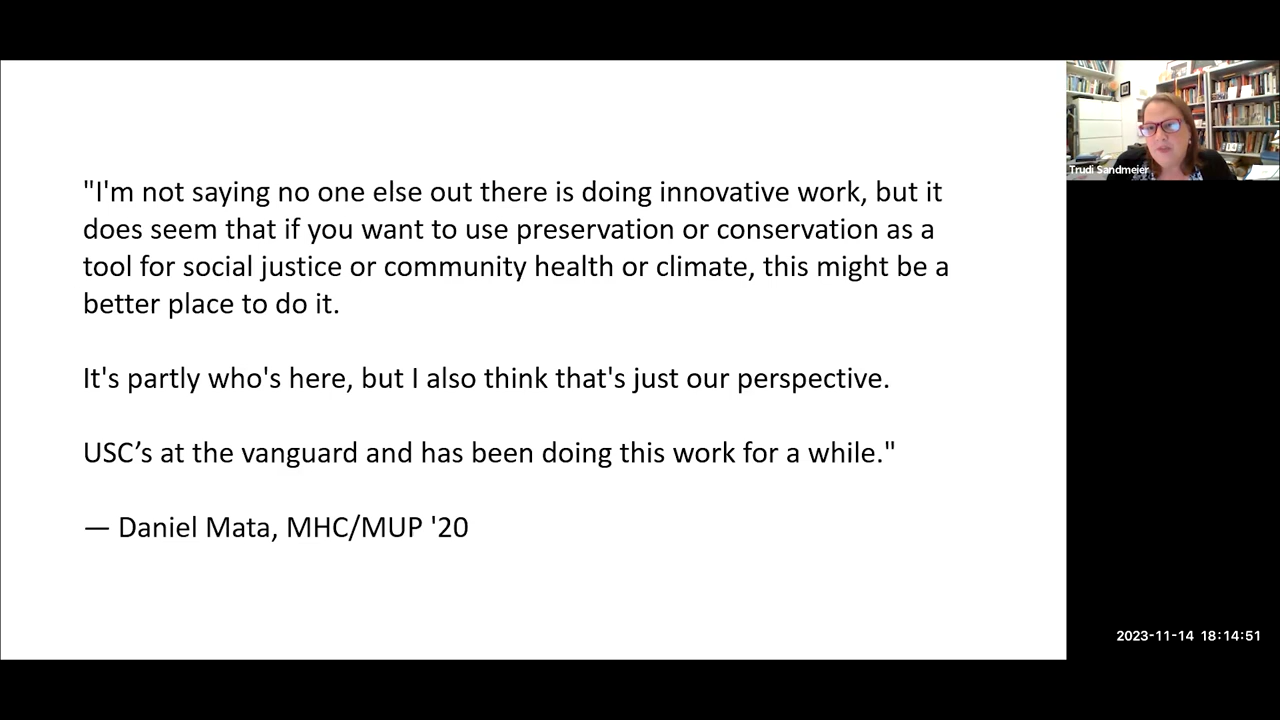 "I'm not saying no one else out there is doing innovative work, but it
does seem that if you want to use preservation or conservation as a
tool for social justice or community health or climate, this might be a
better place to do it.
It's partly who's here, but I also think that's just our perspective.
USC’s at the vanguard and has been doing this work for a while."
— Daniel Mata, MHC/MUP '20
Trudi Sandmeier
2023-11-14 18:14:51